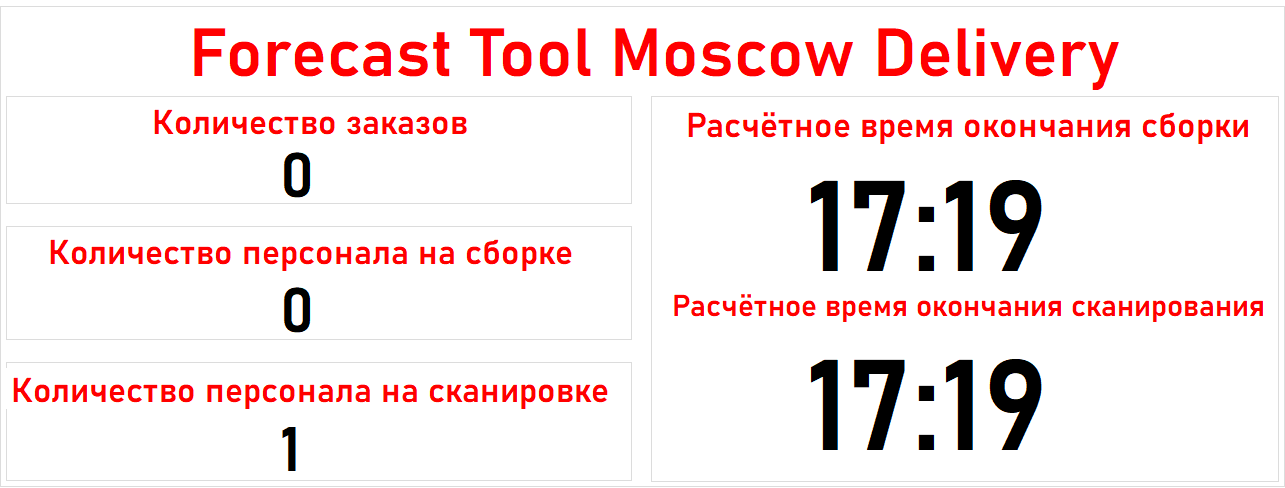 Forecast Tool Moscow Delivery
Количество заказов
0
Количество персонала на сборке
0
Количество персонала на сканировке
1
Расчётное время окончания сборки
17:19
Расчётное время окончания сканирования
17:19